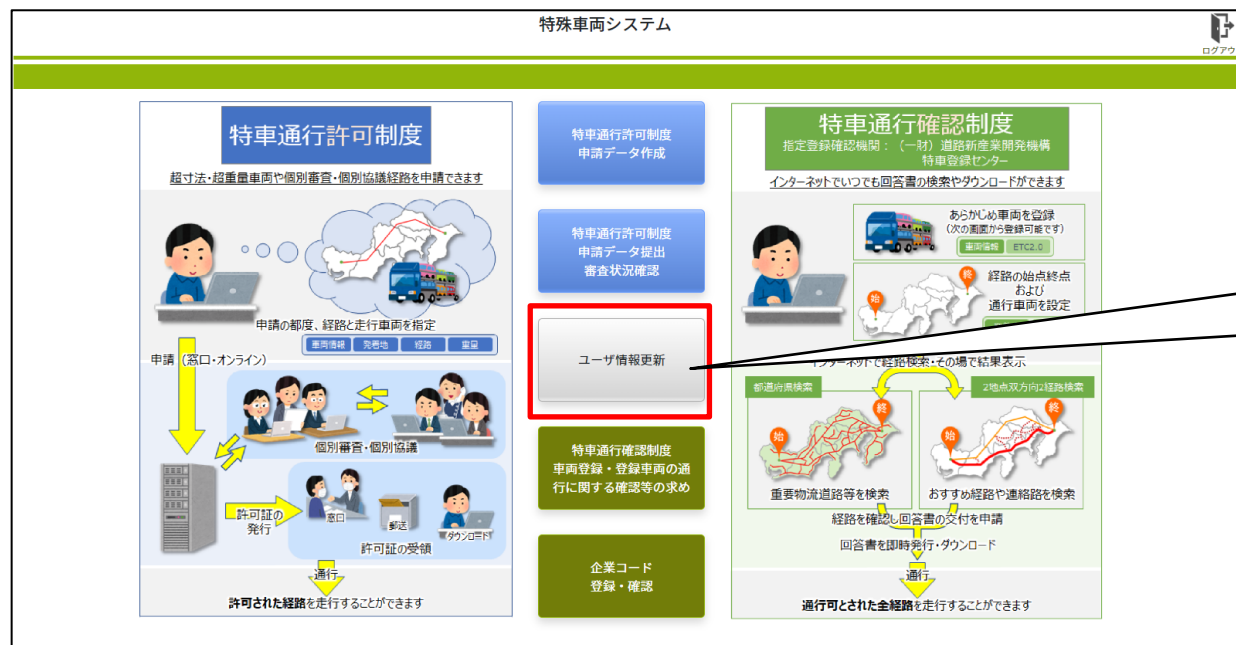 特殊車両システム
ログアウ
特車通行許可制度
超寸法・超重量車両や個別審査・個別協議経路を申請できます
申請の都度、経路と走行車両を指定
車両情報 発着地 経路 重量
申請（窓口・オンライン）
個別審査・個別協議
許可証の
発行
窓口
郵送
ダウンロード
許可証の受領
通行
許可された経路を走行することができます
特車通行許可制度
申請データ作成
特車通行許可制度
申請データ提出
審査状況確認
ユーザ情報更新
特車通行確認制度
車両登録・登録車両の通
行に関する確認等の求め
企業コード
登録・確認
特車通行確認制度
指定登録確認機関：（一財）道路新産業開発機構
特車登録センター
インターネットでいつでも回答書の検索やダウンロードができます
あらかじめ車両を登録
（次の画面から登録可能です）
車両情報 ETC2.0
終
始
経路の始点終点
および
通行車両を設定
インターネットで経路検索・その場で結果表示
都道府県検索
2地点双方向2経路検索
終
始
終
始
重要物流道路等を検索
おすすめ経路や連絡路を検索
経路を確認し回答書の交付を申請
回答書を即時発行・ダウンロード
通行
通行可とされた全経路を走行することができます